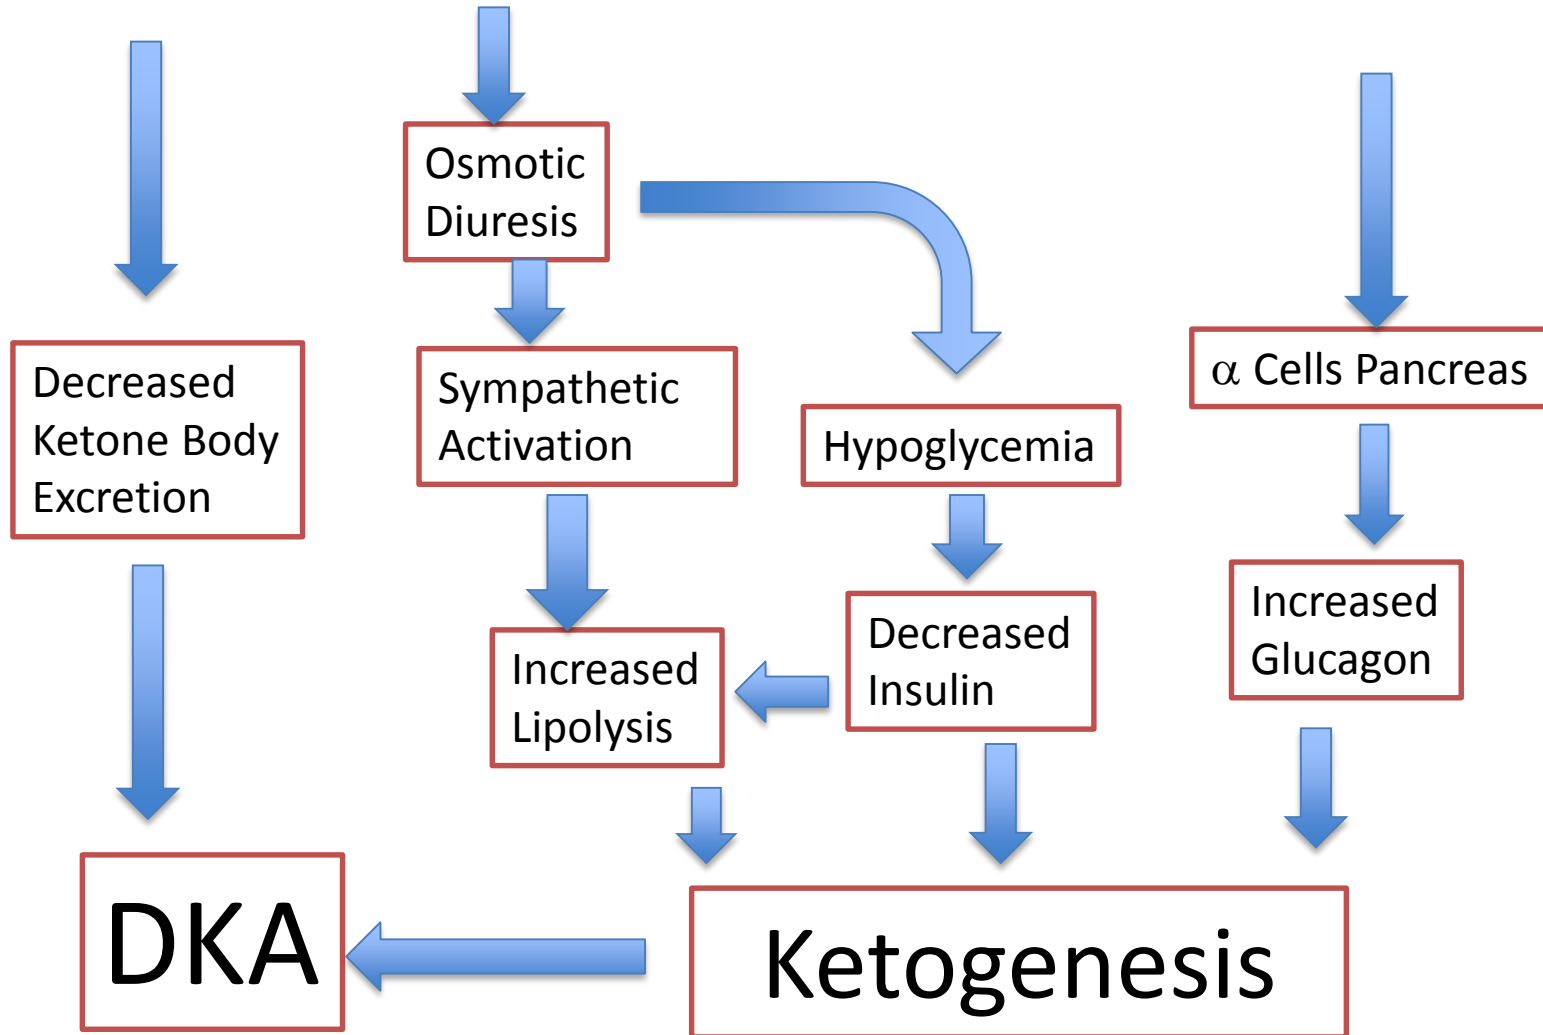 Osmotic
Diuresis
Decreased
Ketone Body
Excretion
Sympathetic
Activation
Hypoglycemia
α Cells Pancreas
Increased
Lipolysis
Decreased
Insulin
Increased
Glucagon
DKA
Ketogenesis